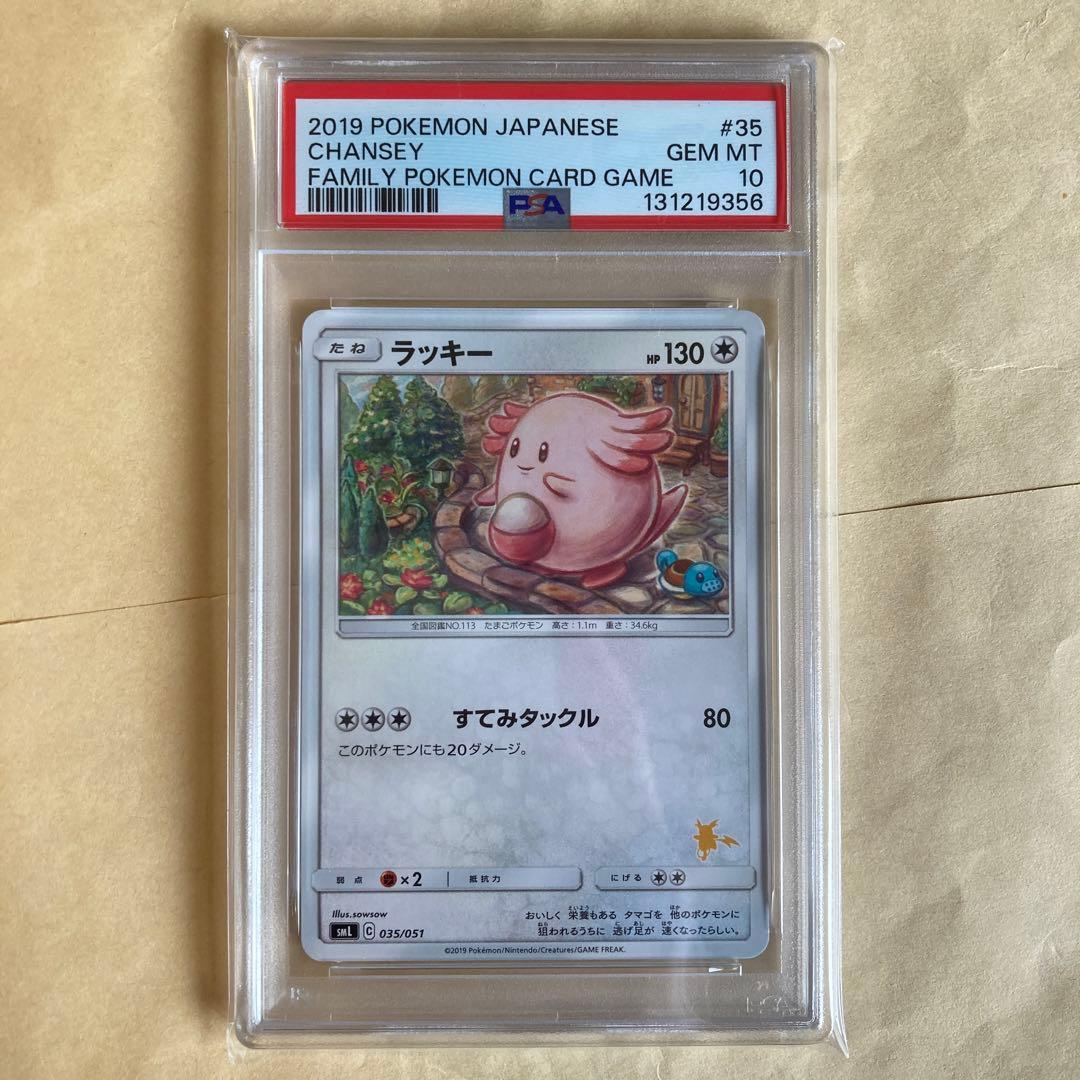 2019 POKEMON JAPANESE #35
CHANSEY GEM MT
FAMILY POKEMON CARD GAME 10
PSA 131219356
たね ラッキー HP 130
全国図鑑NO.113 たまごポケモン 高さ:1.1m 重さ:34.6kg
すてみタックル 80
このポケモンにも20ダメージ。
弱点 ×2 抵抗力 にげる
Illus.sowsow
SML C 035/051
おいしく 栄養もある タマゴを 他のポケモンに
狙われるうちに 逃げ足が 速くなったらしい。
©2019 Pokémon/Nintendo/Creatures/GAME FREAK.